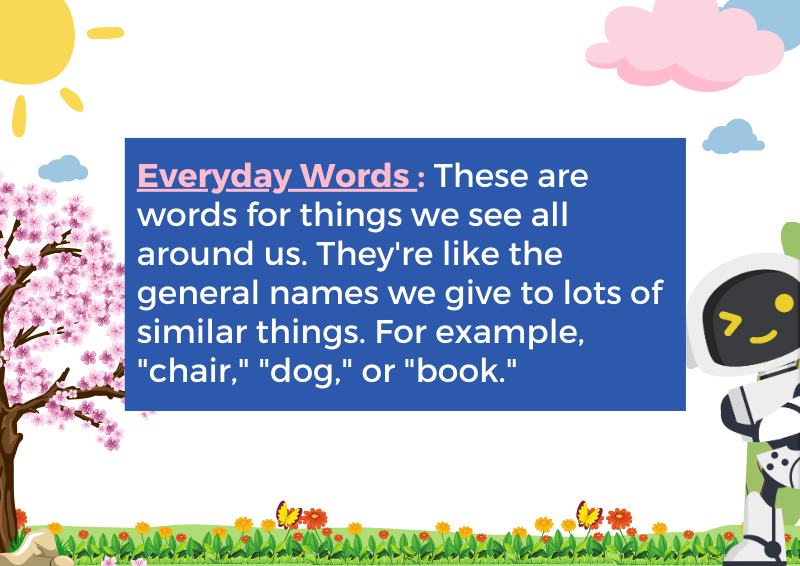 Everyday Words : These are
words for things we see all
around us. They're like the
general names we give to lots of
similar things. For example,
"chair," "dog," or "book."